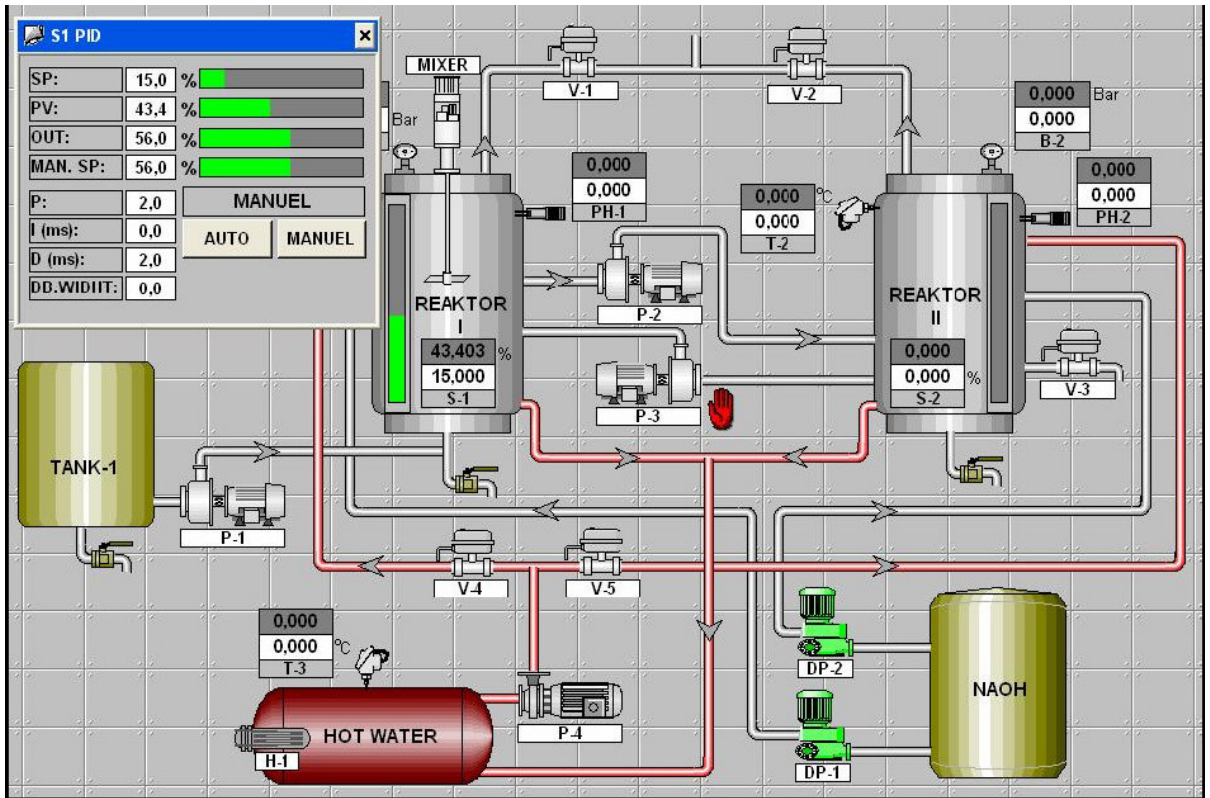 S1 PID
SP: 15,0 %
PV: 43,4 %
OUT: 56,0 %
MAN. SP: 56,0 %
P: 2,0 MANUEL
I (ms): 0,0 AUTO MANUEL
D (ms): 2,0
DB.WIDIIT: 0,0
MIXER
Bar
V-1
V-2
0,000 Bar
0,000
B-2
0,000
0,000
PH-1
0,000 °C
0,000
T-2
0,000
0,000
PH-2
REAKTOR
I
43,403 %
15,000
S-1
P-2
P-3
REAKTOR
II
0,000
0,000 %
S-2
V-3
TANK-1
P-1
V-4
V-5
0,000
0,000 °C
T-3
HOT WATER
H-1
P-4
DP-2
DP-1
NAOH